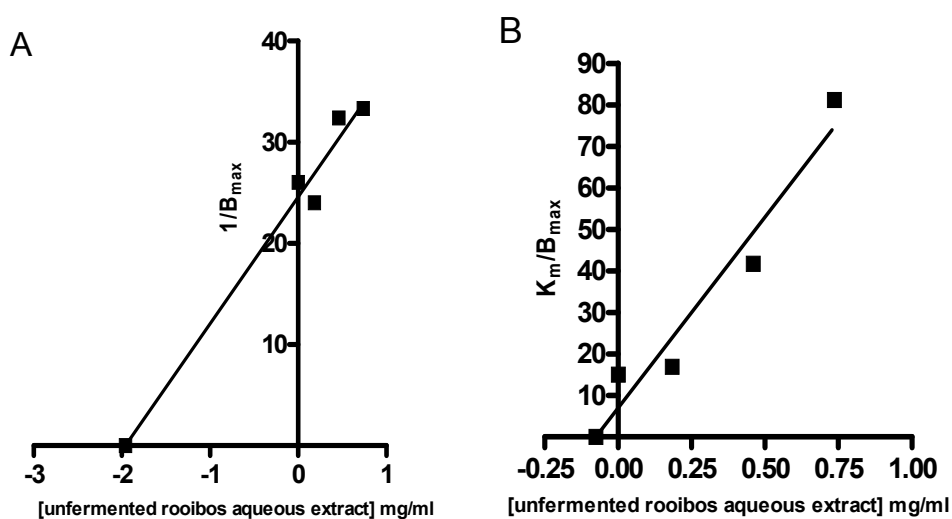 A
40
30
20
10
1/Bmax
-3 -2 -1 0 1
[unfermented rooibos aqueous extract] mg/ml
B
90
80
70
60
50
40
30
20
10
Km/Bmax
-0.25 0.00 0.25 0.50 0.75 1.00
[unfermented rooibos aqueous extract] mg/ml